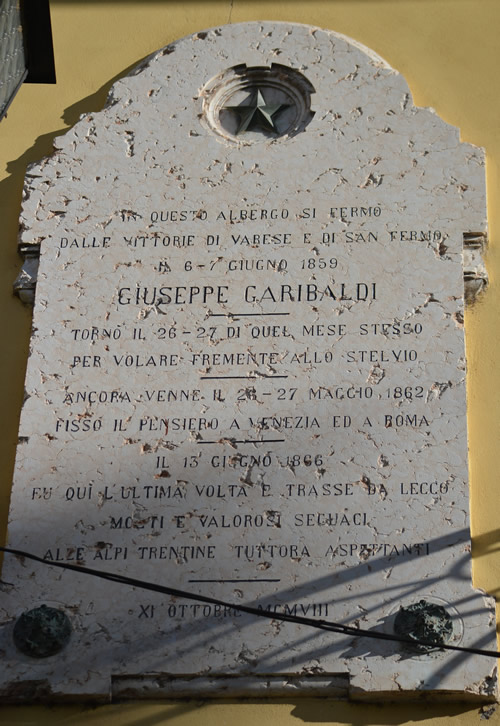 IN QUESTO ALBERGO SI FERMÒ
DALLE VITTORIE DI VARESE E DI SAN FERMO
IL 6-7 GIUGNO 1859
GIUSEPPE GARIBALDI
TORNÒ IL 26-27 DI QUEL MESE STESSO
PER VOLARE FREMENTE ALLO STELVIO
ANCORA VENNE IL 26-27 MAGGIO 1862
FISSO IL PENSIERO A VENEZIA ED A ROMA
IL 13 GIUGNO 1866
FU QUÌ L'ULTIMA VOLTA E TRASSE DA LECCO
MOLTI E VALOROSI SEGUACI
ALLE ALPI TRENTINE TUTTORA ASPETTANTI
XI OTTOBRE MCMVIII